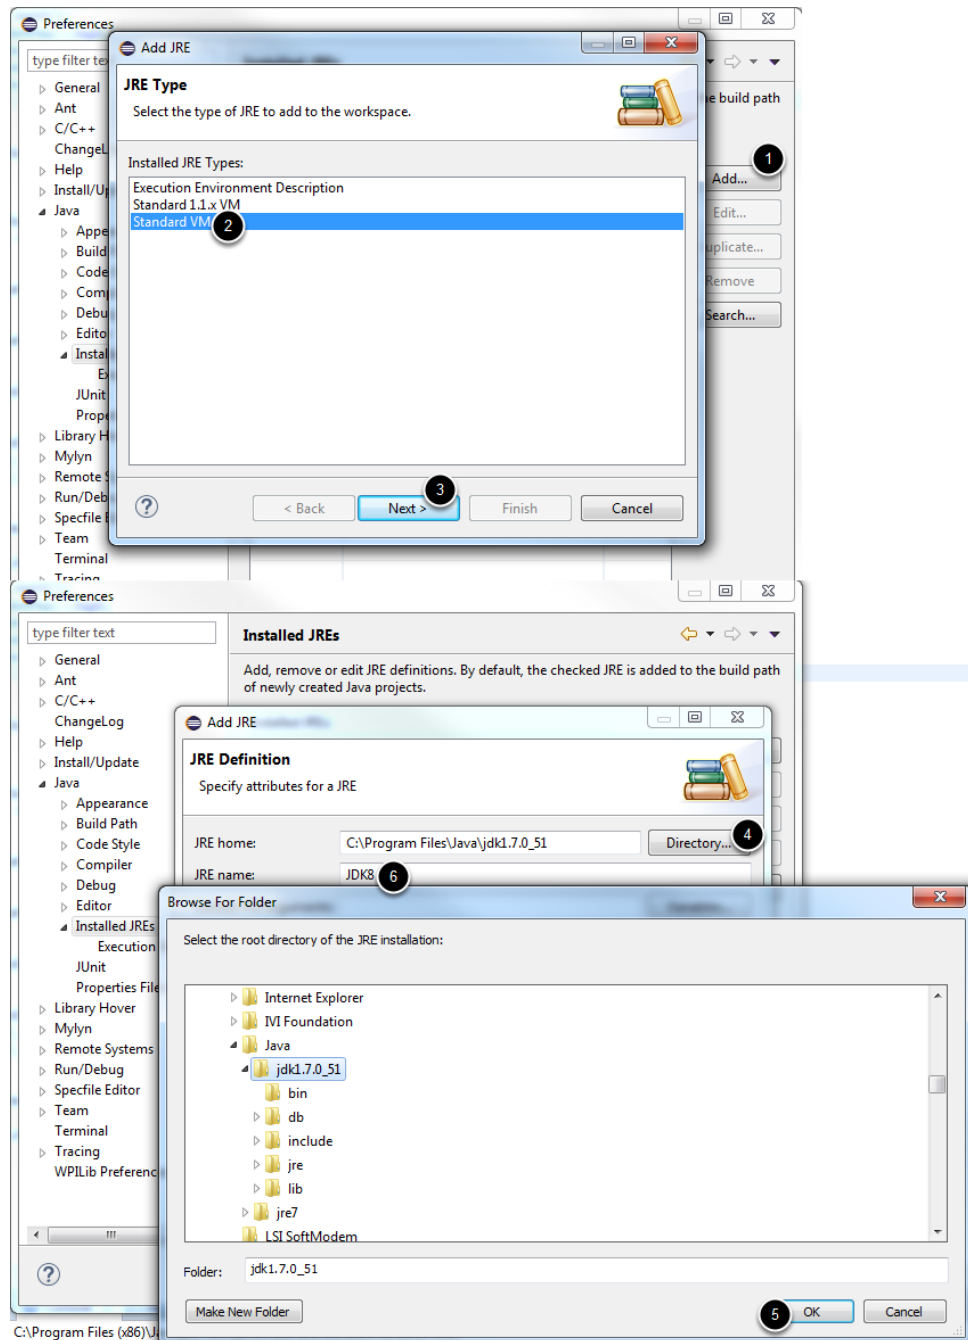 Preferences
type filter te
General
Ant
C/C++
ChangeL
Help
Install/Up
Java
Appe
Build
Code
Com
Debu
Edito
Instal
Ex
JUnit
Prope
Library H
Mylyn
Remote S
Run/Deb
Specfile E
Team
Terminal
Tracing
Add JRE
JRE Type
Select the type of JRE to add to the workspace.
Installed JRE Types:
Execution Environment Description
Standard 1.1.x VM
Standard VM
2
3
< Back
Next >
Finish
Cancel
e build path
1
Add...
Edit...
uplicate...
Remove
Search...
Preferences
type filter text
General
Ant
C/C++
ChangeLog
Help
Install/Update
Java
Appearance
Build Path
Code Style
Compiler
Debug
Editor
Installed JREs
Execution
JUnit
Properties File
Library Hover
Mylyn
Remote Systems
Run/Debug
Specfile Editor
Team
Terminal
Tracing
WPILib Preferenc
Installed JREs
Add, remove or edit JRE definitions. By default, the checked JRE is added to the build path
of newly created Java projects.
Add JRE
JRE Definition
Specify attributes for a JRE
JRE home:
C:\Program Files\Java\jdk1.7.0_51
Directory...
4
JRE name:
JDK8
6
Browse For Folder
Select the root directory of the JRE installation:
Internet Explorer
IVI Foundation
Java
jdk1.7.0_51
bin
db
include
jre
lib
jre7
LSI SoftModem
Folder:
jdk1.7.0_51
Make New Folder
5
OK
Cancel
C:\Program Files (x86)\J